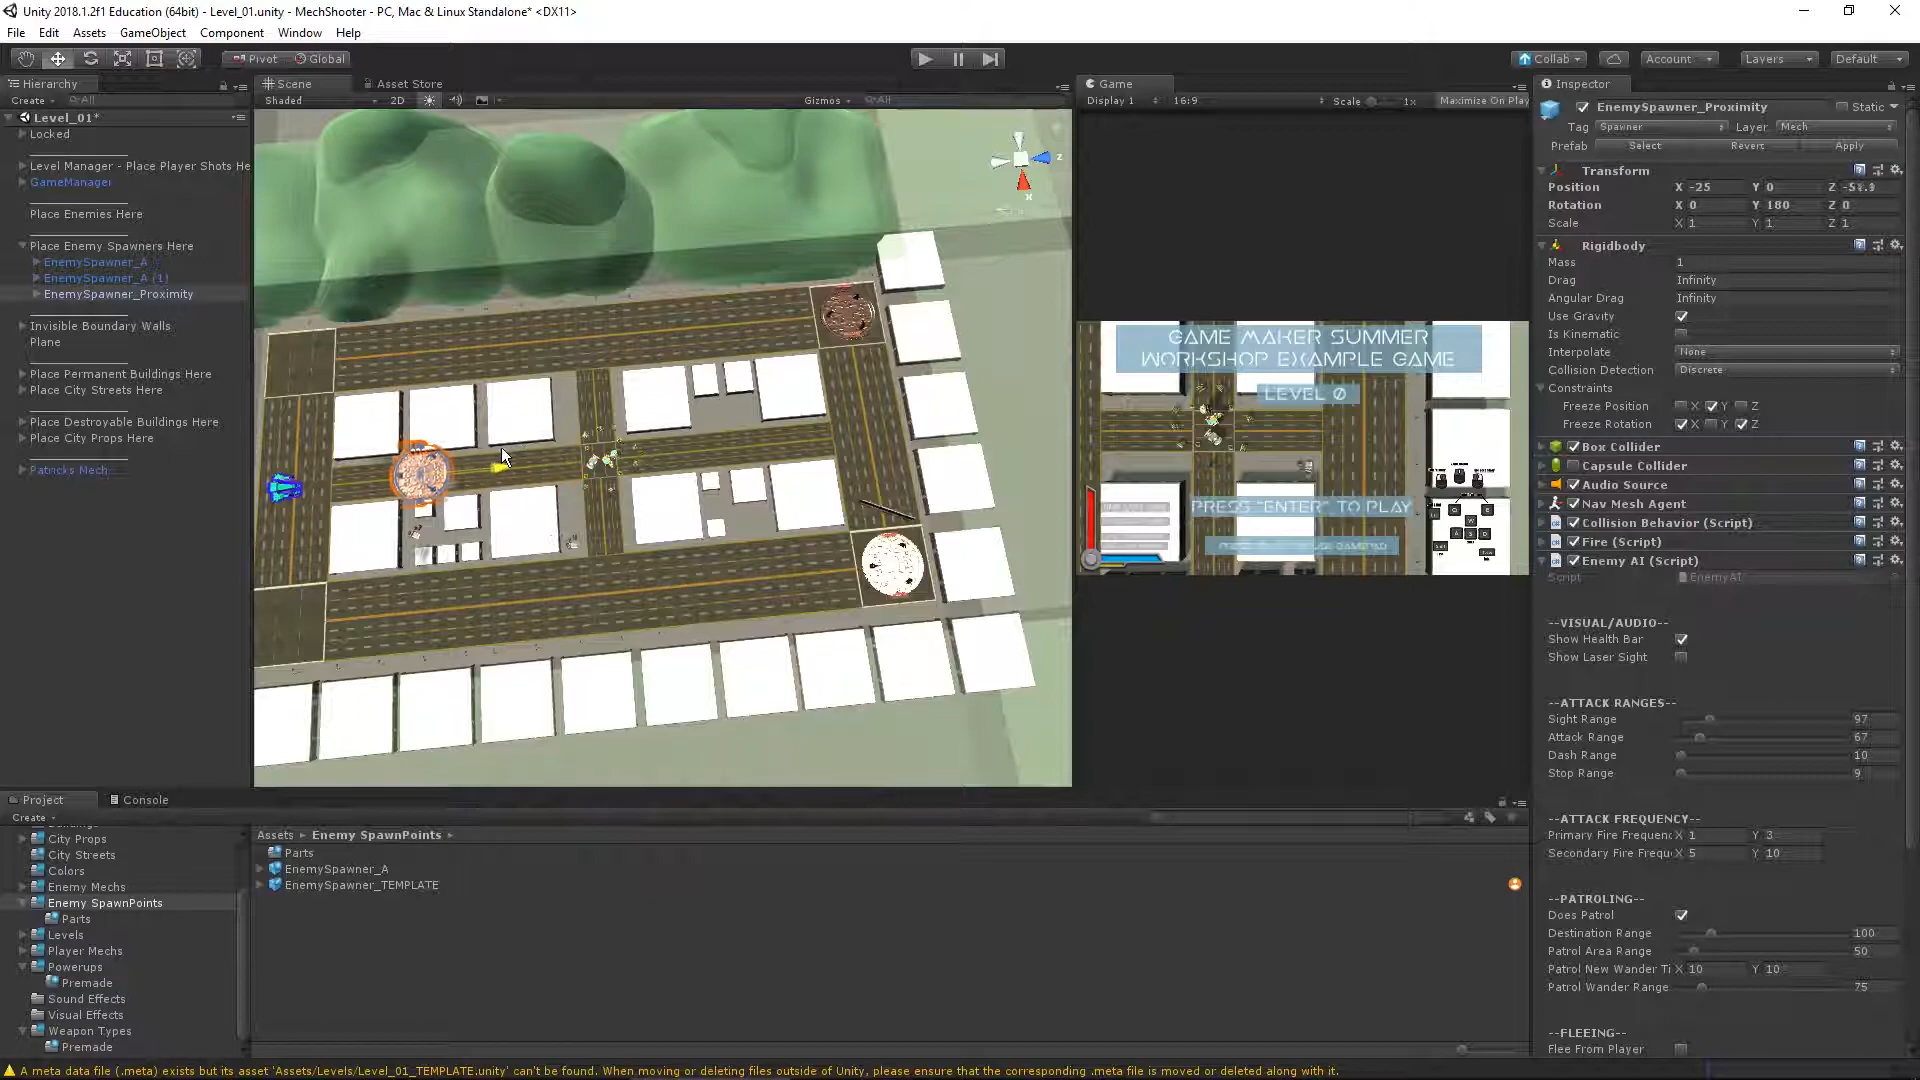 Unity 2018.1.2f1 Education (64bit) - Level_01.unity - MechShooter - PC, Mac & Linux Standalone* <DX11>
File Edit Assets GameObject Component Window Help
Pivot Global
Collab Account Layers Default
Hierarchy
Create All
Level_01*
Locked
Level Manager - Place Player Shots He
GameManager
Place Enemies Here
Place Enemy Spawners Here
EnemySpawner_A
EnemySpawner_A (1)
EnemySpawner_Proximity
Invisible Boundary Walls
Plane
Place Permanent Buildings Here
Place City Streets Here
Place Destroyable Buildings Here
Place City Props Here
Patricks Mech
Scene Asset Store
Shaded 2D Gizmos All
z
x
Game
Display 1 16:9 Scale 1x Maximize On Play
GAME MAKER SUMMER
WORKSHOP EXAMPLE GAME
LEVEL 0
PRESS "ENTER" TO PLAY
Inspector
EnemySpawner_Proximity Static
Tag Spawner Layer Mech
Prefab Select Revert Apply
Transform
Position X -25 Y 0 Z
Rotation X 0 Y 180 Z 0
Scale X 1 Y 1 Z 1
Rigidbody
Mass 1
Drag Infinity
Angular Drag Infinity
Use Gravity
Is Kinematic
Interpolate None
Collision Detection Discrete
Constraints
Freeze Position X Y Z
Freeze Rotation X Y Z
Box Collider
Capsule Collider
Audio Source
Nav Mesh Agent
Collision Behavior (Script)
Fire (Script)
Enemy AI (Script)
Script EnemyAI
--VISUAL/AUDIO--
Show Health Bar
Show Laser Sight
--ATTACK RANGES--
Sight Range 97
Attack Range 67
Dash Range 10
Stop Range 9
--ATTACK FREQUENCY--
Primary Fire Frequenc X 1 Y 3
Secondary Fire Frequ X 5 Y 10
--PATROLING--
Does Patrol
Destination Range 100
Patrol Area Range 50
Patrol New Wander Ti X 10 Y 10
Patrol Wander Range 75
--FLEEING--
Flee From Player
Project Console
Create
City Props
City Streets
Colors
Enemy Mechs
Enemy SpawnPoints
Parts
Levels
Player Mechs
Powerups
Premade
Sound Effects
Visual Effects
Weapon Types
Premade
Assets Enemy SpawnPoints
Parts
EnemySpawner_A
EnemySpawner_TEMPLATE
A meta data file (.meta) exists but its asset 'Assets/Levels/Level_01_TEMPLATE.unity' can't be found. When moving or deleting files outside of Unity, please ensure that the corresponding .meta file is moved or deleted along with it.